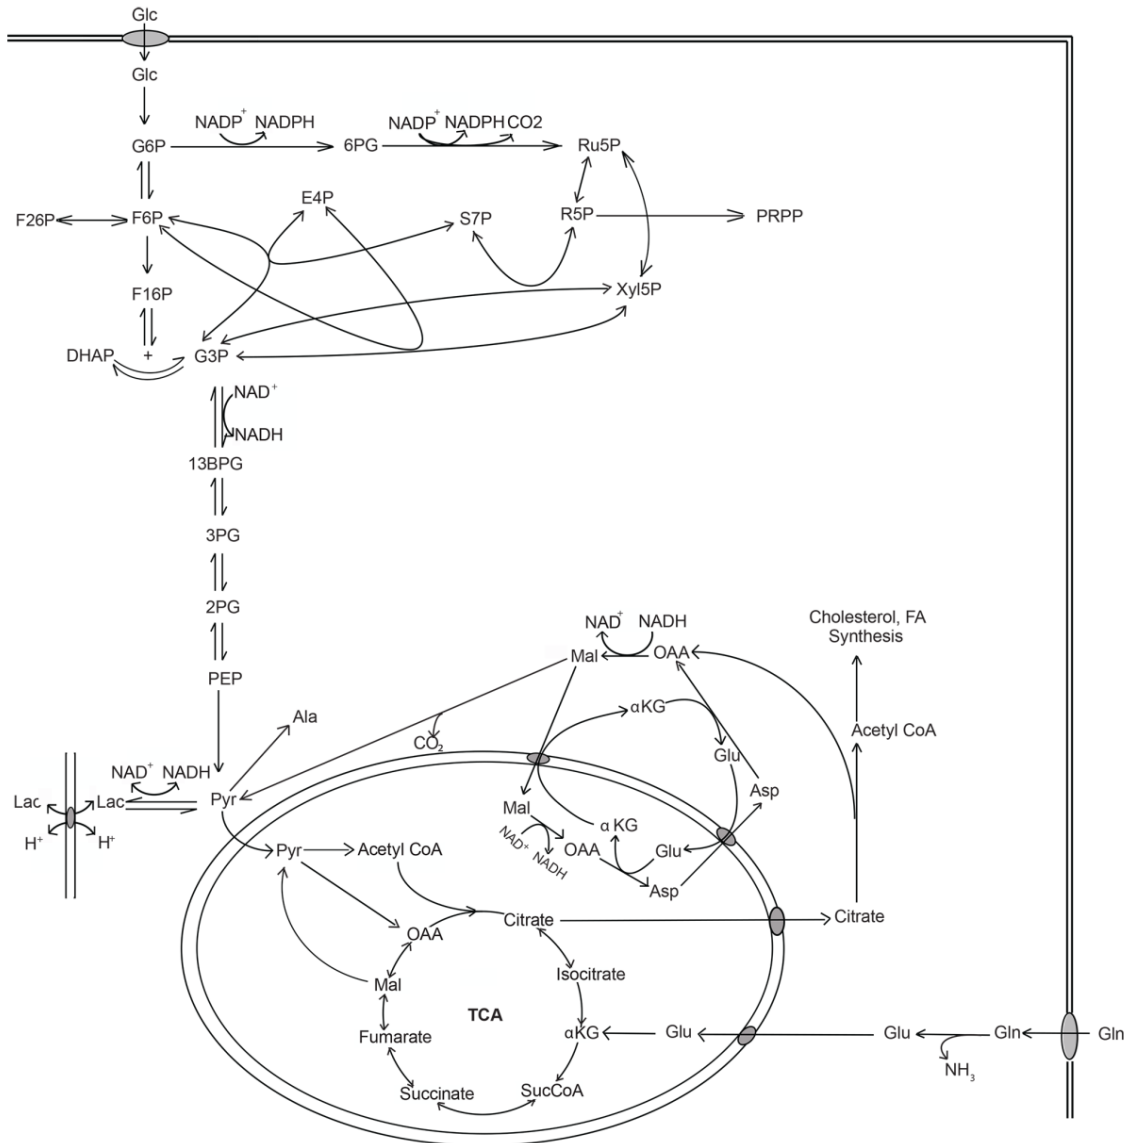 Glc
Glc
NADP⁺ NADPH
NADP⁺ NADPH CO2
G6P
6PG
Ru5P
E4P
F26P
F6P
S7P
R5P
PRPP
F16P
Xyl5P
DHAP
+
G3P
NAD⁺
NADH
13BPG
3PG
2PG
PEP
Cholesterol, FA
Synthesis
NAD⁺ NADH
Mal
OAA
αKG
Ala
Acetyl CoA
CO₂
Glu
NAD⁺ NADH
Asp
Lac
Lac
Pyr
Mal
αKG
H⁺
H⁺
NAD⁺
NADH
OAA
Glu
Pyr
Acetyl CoA
Asp
Citrate
Citrate
OAA
Isocitrate
Mal
TCA
Fumarate
αKG
Glu
Glu
Gln
Gln
NH₃
Succinate
SucCoA